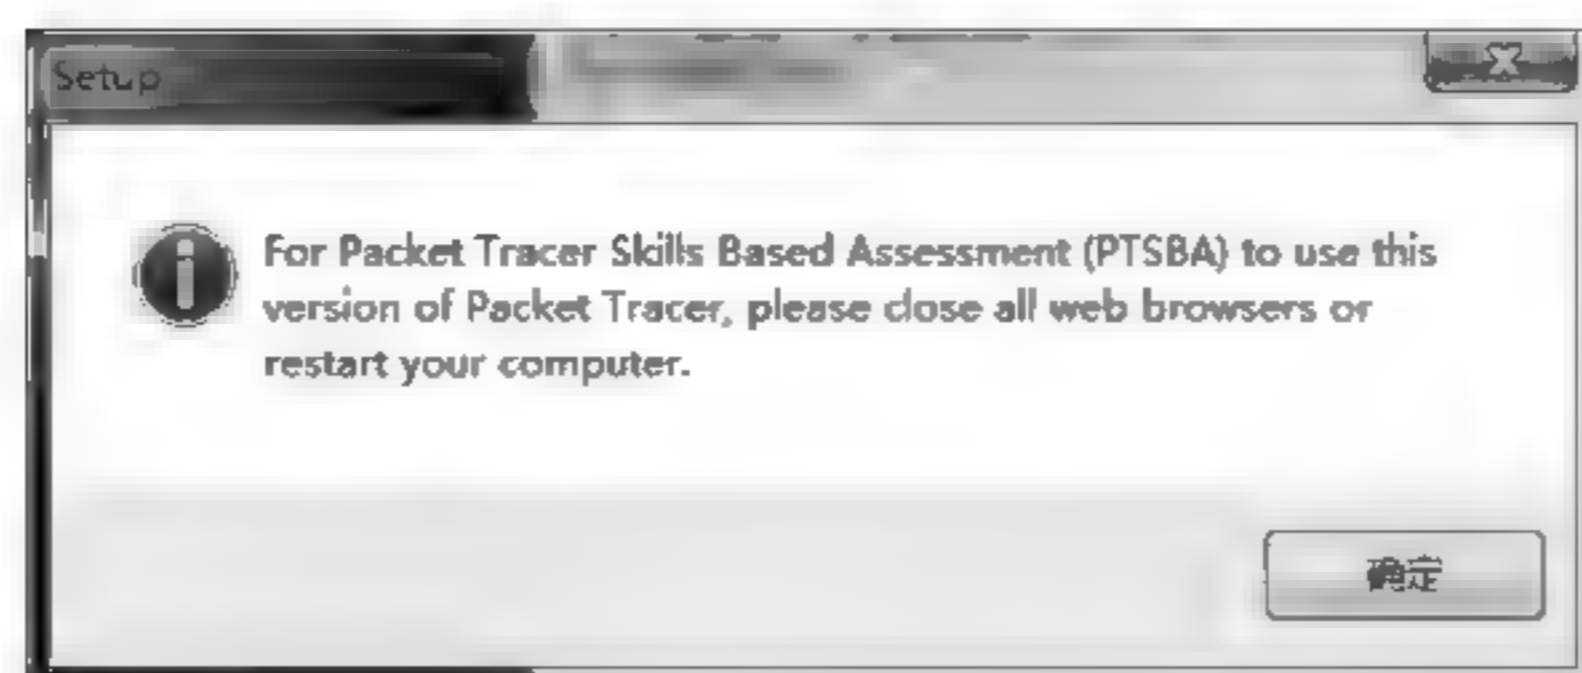 Setup
For Packet Tracer Skills Based Assessment (PTSBA) to use this
version of Packet Tracer, please close all web browsers or
restart your computer.
确定